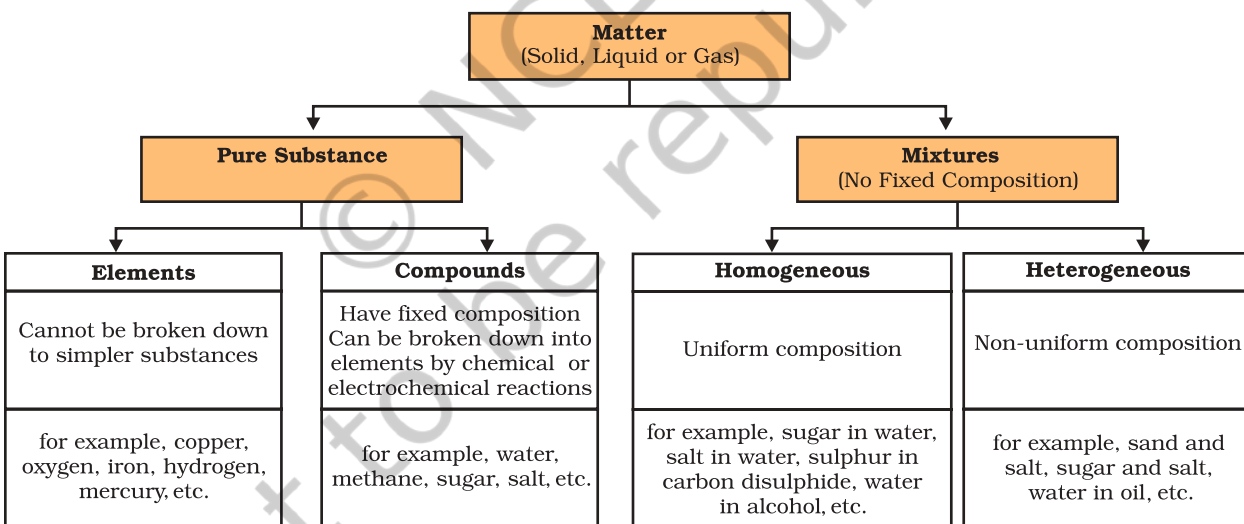 Matter
(Solid, Liquid or Gas)
Pure Substance
Mixtures
(No Fixed Composition)
Elements
Cannot be broken down
to simpler substances
for example, copper,
oxygen, iron, hydrogen,
mercury, etc.
Compounds
Have fixed composition
Can be broken down into
elements by chemical or
electrochemical reactions
for example, water,
methane, sugar, salt, etc.
Homogeneous
Uniform composition
for example, sugar in water,
salt in water, sulphur in
carbon disulphide, water
in alcohol, etc.
Heterogeneous
Non-uniform composition
for example, sand and
salt, sugar and salt,
water in oil, etc.
©
to be